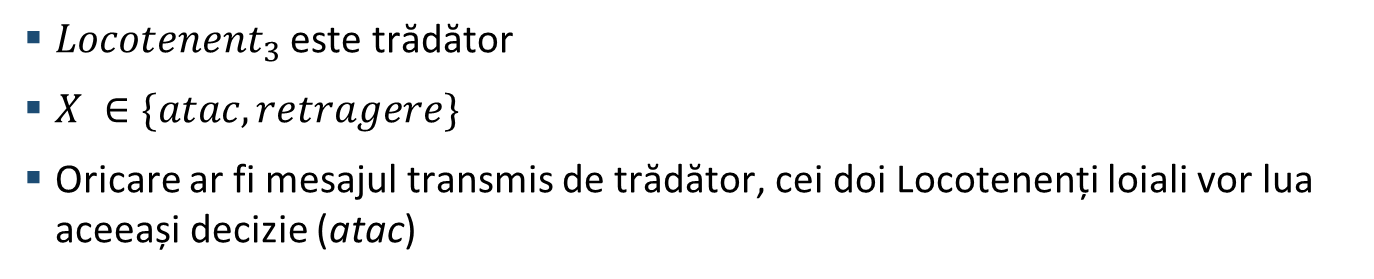 ▪ Locotenent₃ este trădător
▪ X ∈ {atac, retragere}
▪ Oricare ar fi mesajul transmis de trădător, cei doi Locotenenți loiali vor lua
aceeași decizie (atac)